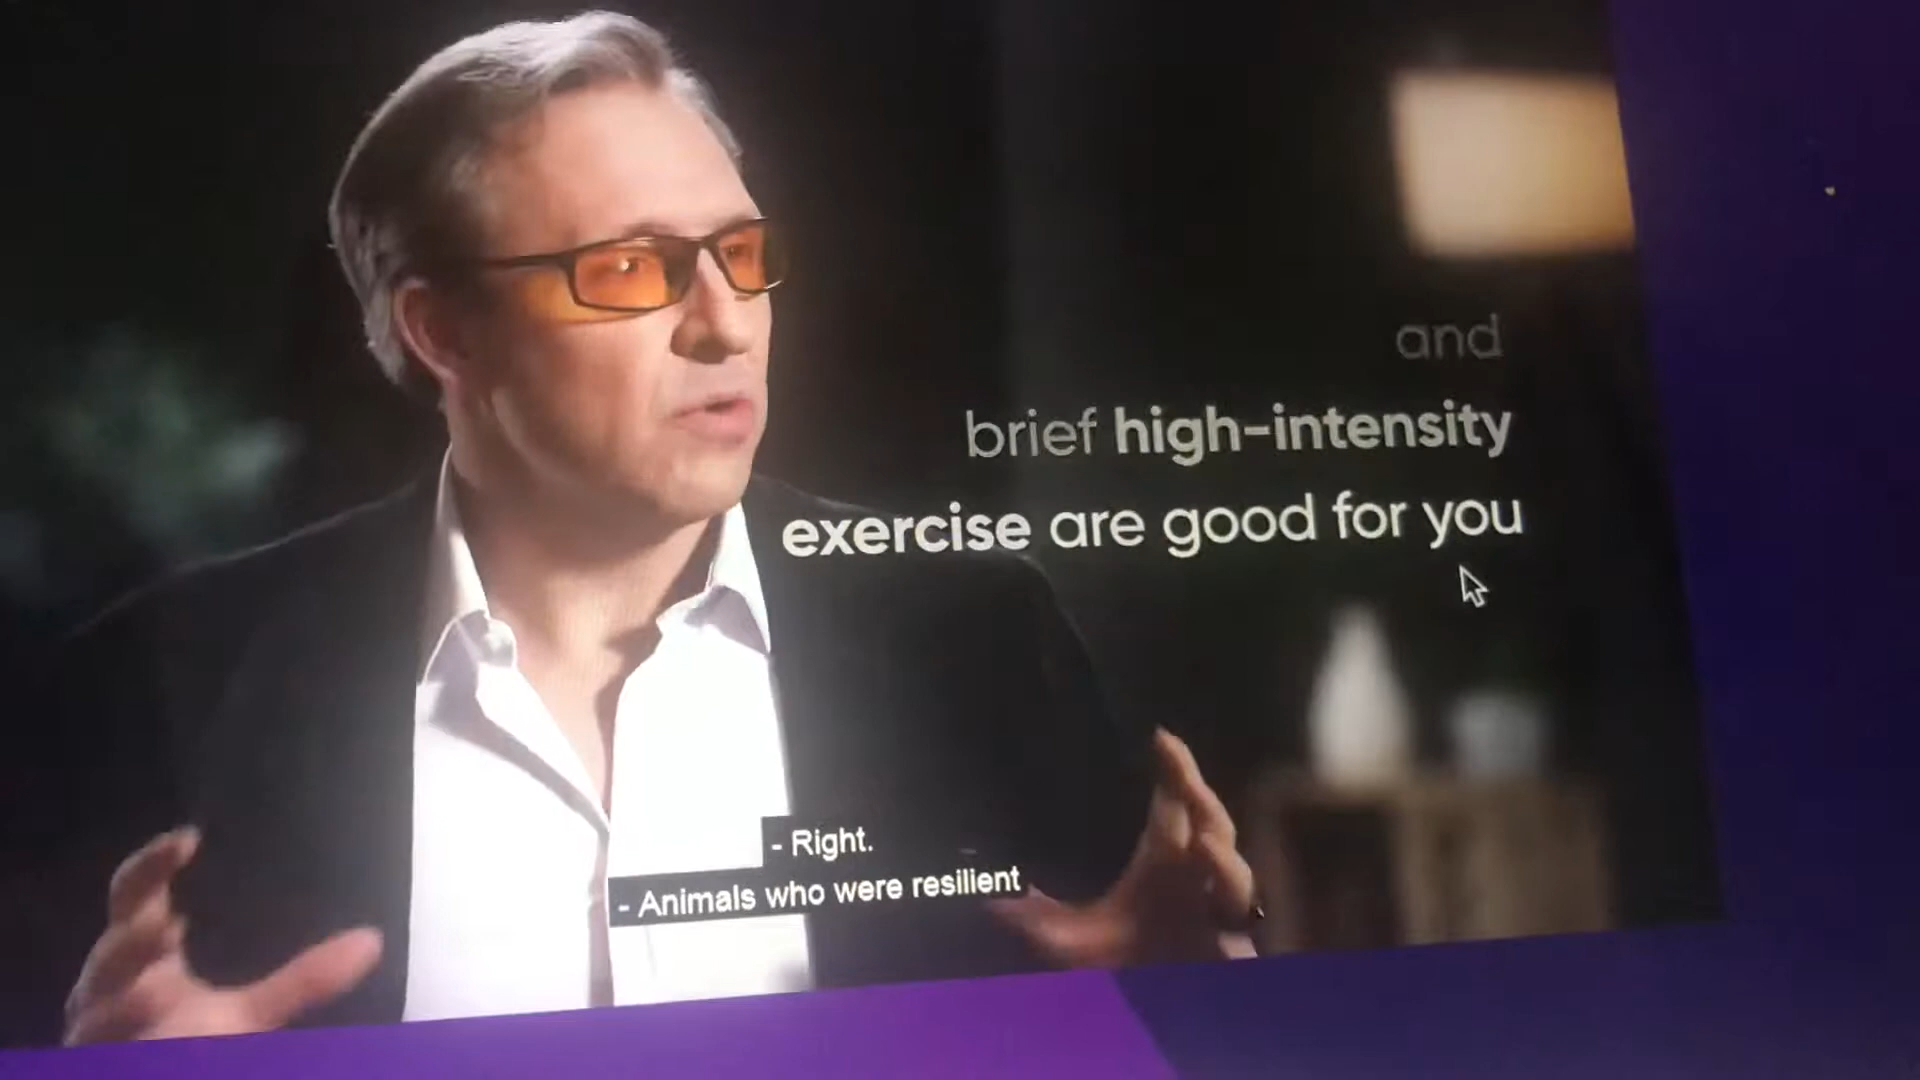 and
brief high-intensity
exercise are good for you
- Right.
- Animals who were resilient